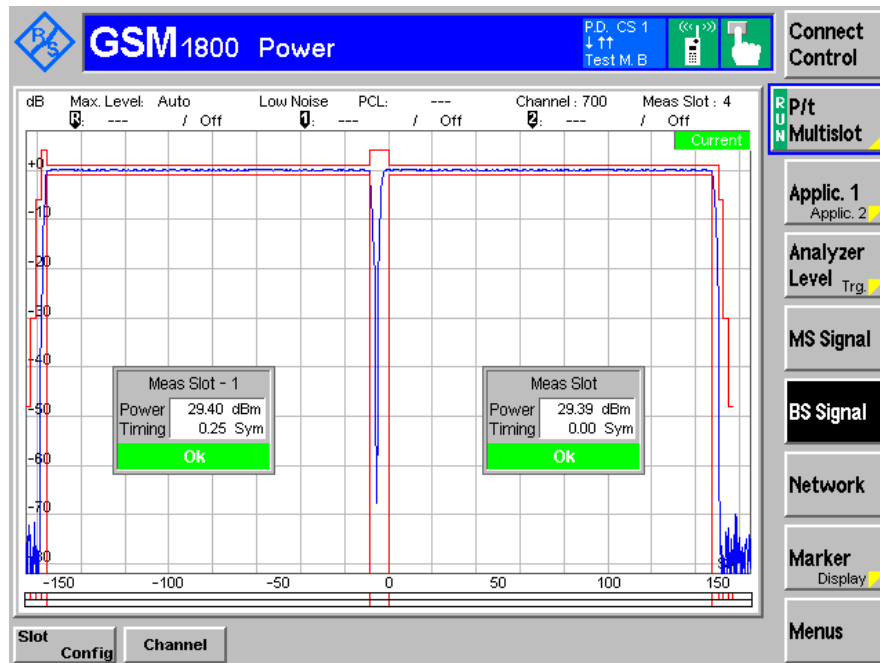 R/S
GSM 1800 Power
P.D. CS 1
↓ ↑↑
Test M. B
Connect
Control
dB Max. Level: Auto Low Noise PCL: --- Channel : 700 Meas Slot : 4
R: --- / Off 1: --- / Off 2: --- / Off
Current
RUN
P/t
Multislot
Applic. 1
Applic. 2
Analyzer
Level Trg.
MS Signal
BS Signal
Network
Marker
Display
Menus
+0
-10
-20
-30
-40
-50
-60
-70
-80
Meas Slot - 1
Power 29.40 dBm
Timing 0.25 Sym
Ok
Meas Slot
Power 29.39 dBm
Timing 0.00 Sym
Ok
-150 -100 -50 0 50 100 150
Slot
Config
Channel